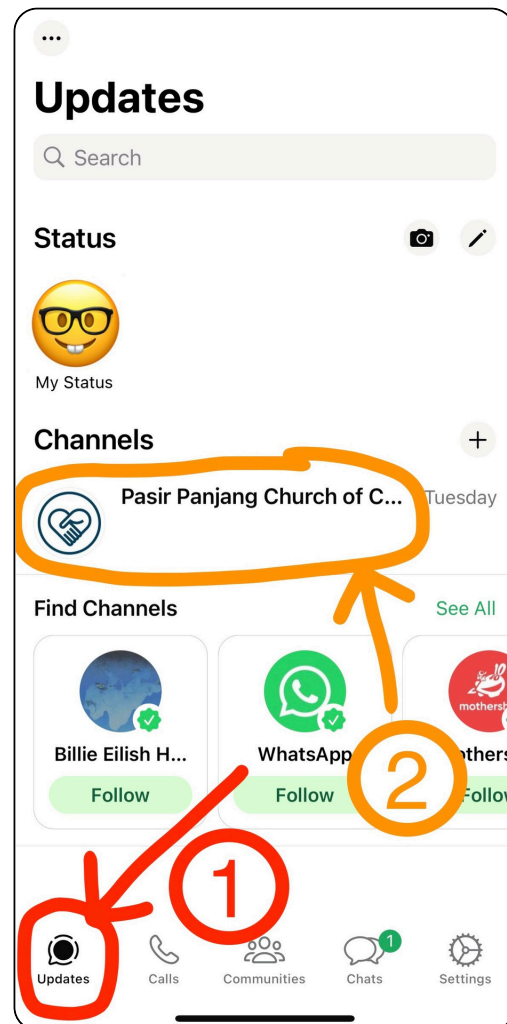 Updates
Search
Status
My Status
Channels
Pasir Panjang Church of C...
Tuesday
Find Channels
See All
Billie Eilish H...
WhatsApp
Follow
Follow
2
1
1
Updates
Calls
Communities
Chats
Settings